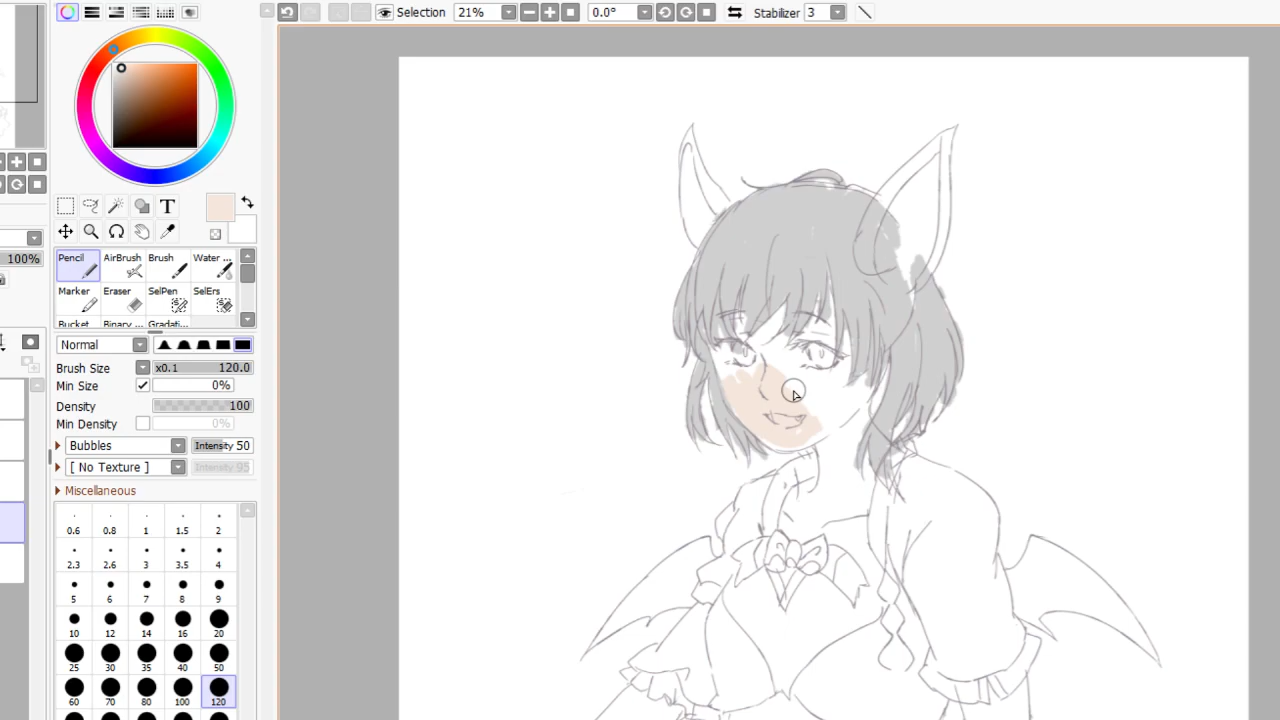 Selection 21% 0.0° Stabilizer 3
T
100%
Pencil AirBrush Brush Water ...
Marker Eraser SelPen SelErs
Bucket Binary ... Gradati...
Normal
Brush Size x0.1 120.0
Min Size 0%
Density 100
Min Density 0%
Bubbles Intensity 50
[ No Texture ] Intensity 95
Miscellaneous
0.6 0.8 1 1.5 2
2.3 2.6 3 3.5 4
5 6 7 8 9
10 12 14 16 20
25 30 35 40 50
60 70 80 100 120